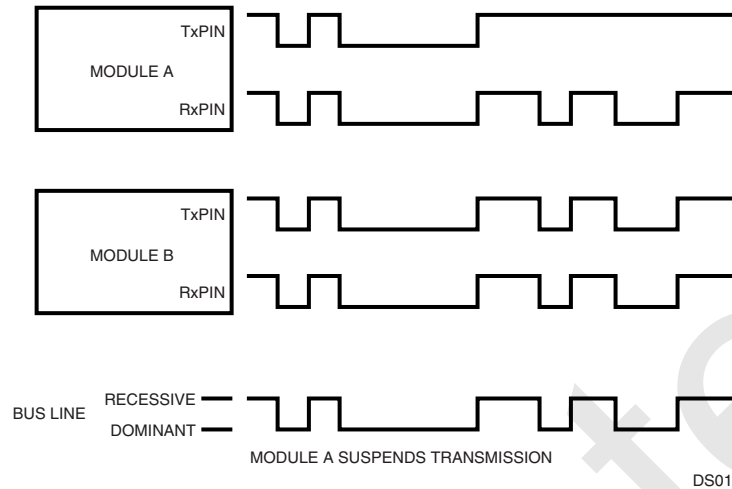 TxPIN
MODULE A
RxPIN
TxPIN
MODULE B
RxPIN
RECESSIVE
BUS LINE
DOMINANT
MODULE A SUSPENDS TRANSMISSION
DS01